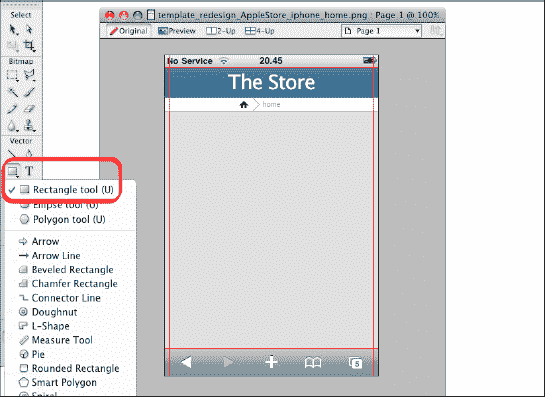 template_redesign_AppleStore_iphone_home.png : Page 1 @ 100%
Select
Original Preview 2-Up 4-Up Page 1
Bitmap
No Service 20.45
The Store
home
Vector
T
Rectangle tool (U)
Ellipse tool (U)
Polygon tool (U)
Arrow
Arrow Line
Beveled Rectangle
Chamfer Rectangle
Connector Line
Doughnut
L-Shape
Measure Tool
Pie
Rounded Rectangle
Smart Polygon
Spiral
5